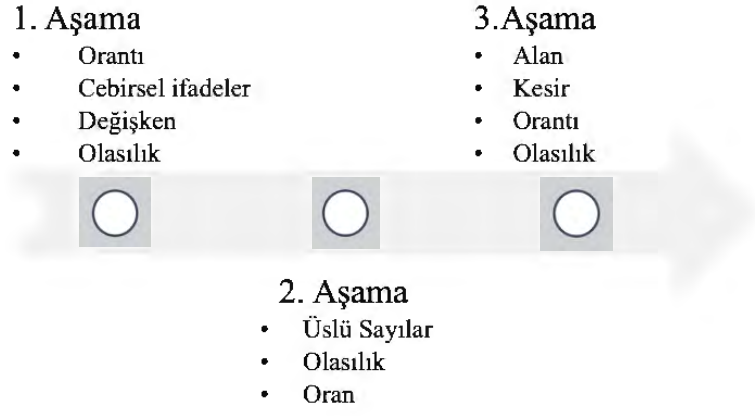 1. Aşama
• Orantı
• Cebirsel ifadeler
• Değişken
• Olasılık
3.Aşama
• Alan
• Kesir
• Orantı
• Olasılık
2. Aşama
• Üslü Sayılar
• Olasılık
• Oran